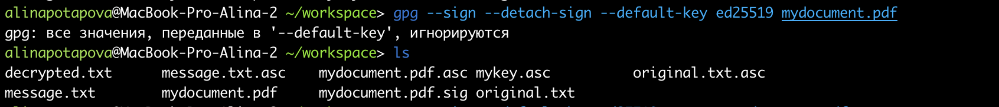 alinapotapova@MacBook-Pro-Alina-2 ~/workspace> gpg --sign --detach-sign --default-key ed25519 mydocument.pdf
gpg: все значения, переданные в '--default-key', игнорируются
alinapotapova@MacBook-Pro-Alina-2 ~/workspace> ls
decrypted.txt message.txt.asc mydocument.pdf.asc mykey.asc original.txt.asc
message.txt mydocument.pdf mydocument.pdf.sig original.txt